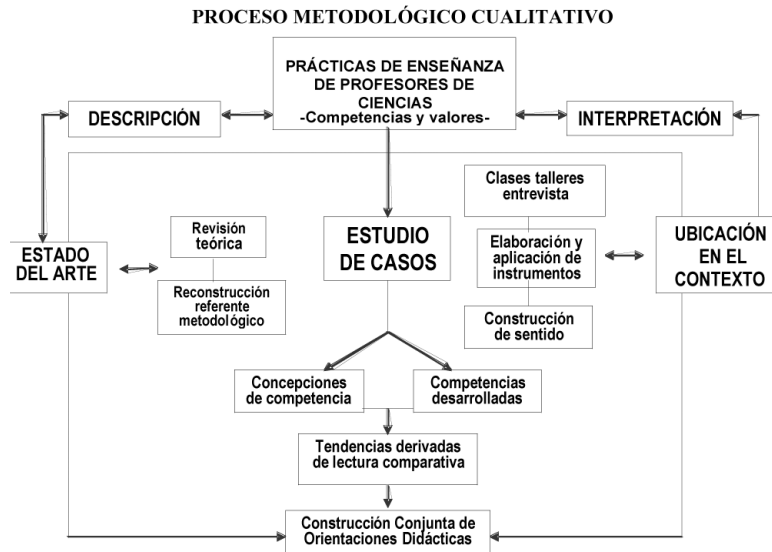 PROCESO METODOLÓGICO CUALITATIVO
PRÁCTICAS DE ENSEÑANZA
DE PROFESORES DE
CIENCIAS
-Competencias y valores-
DESCRIPCIÓN
INTERPRETACIÓN
ESTADO
DEL ARTE
Revisión
teórica
Reconstrucción
referente
metodológico
ESTUDIO
DE CASOS
Clases talleres
entrevista
Elaboración y
aplicación de
instrumentos
Construcción
de sentido
UBICACIÓN
EN EL
CONTEXTO
Concepciones
de competencia
Competencias
desarrolladas
Tendencias derivadas
de lectura comparativa
Construcción Conjunta de
Orientaciones Didácticas